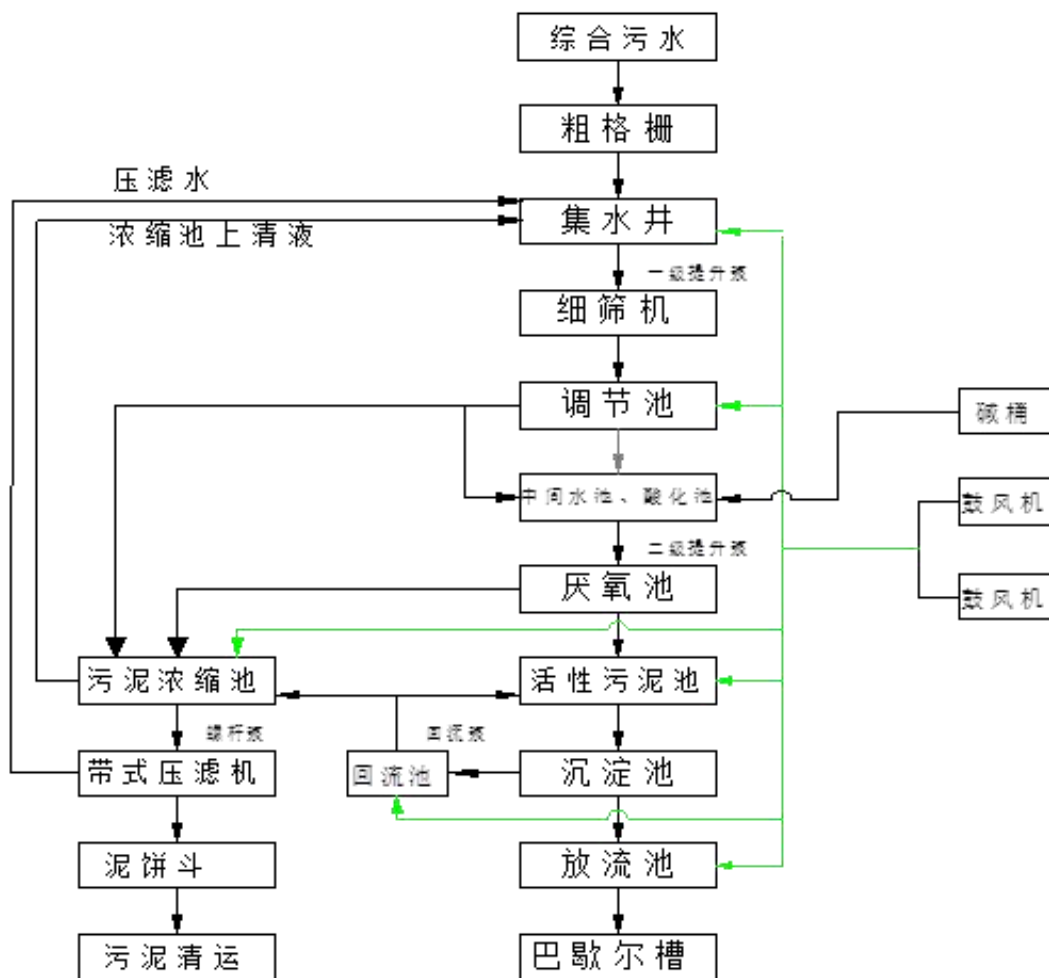 综合污水
粗格栅
压滤水
集水井
浓缩池上清液
一级提升泵
细筛机
调节池
碱桶
中间水池、酸化池
鼓风机
二级提升泵
厌氧池
鼓风机
污泥浓缩池
活性污泥池
螺杆泵
回流泵
带式压滤机
回流池
沉淀池
泥饼斗
放流池
污泥清运
巴歇尔槽